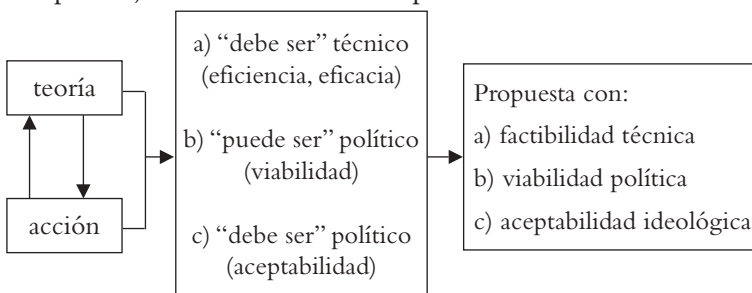 teoría
acción
a) “debe ser” técnico
(eficiencia, eficacia)
b) “puede ser” político
(viabilidad)
c) “debe ser” político
(aceptabilidad)
Propuesta con:
a) factibilidad técnica
b) viabilidad política
c) aceptabilidad ideológica